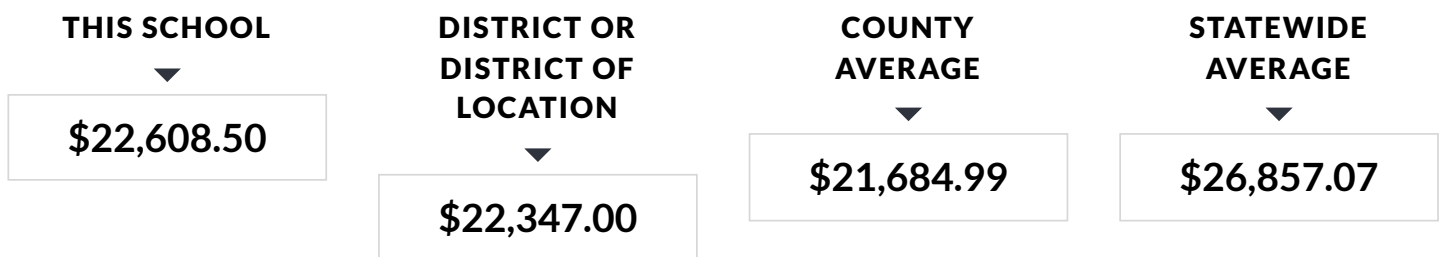 THIS SCHOOL
$22,608.50
DISTRICT OR
DISTRICT OF
LOCATION
$22,347.00
COUNTY
AVERAGE
$21,684.99
STATEWIDE
AVERAGE
$26,857.07